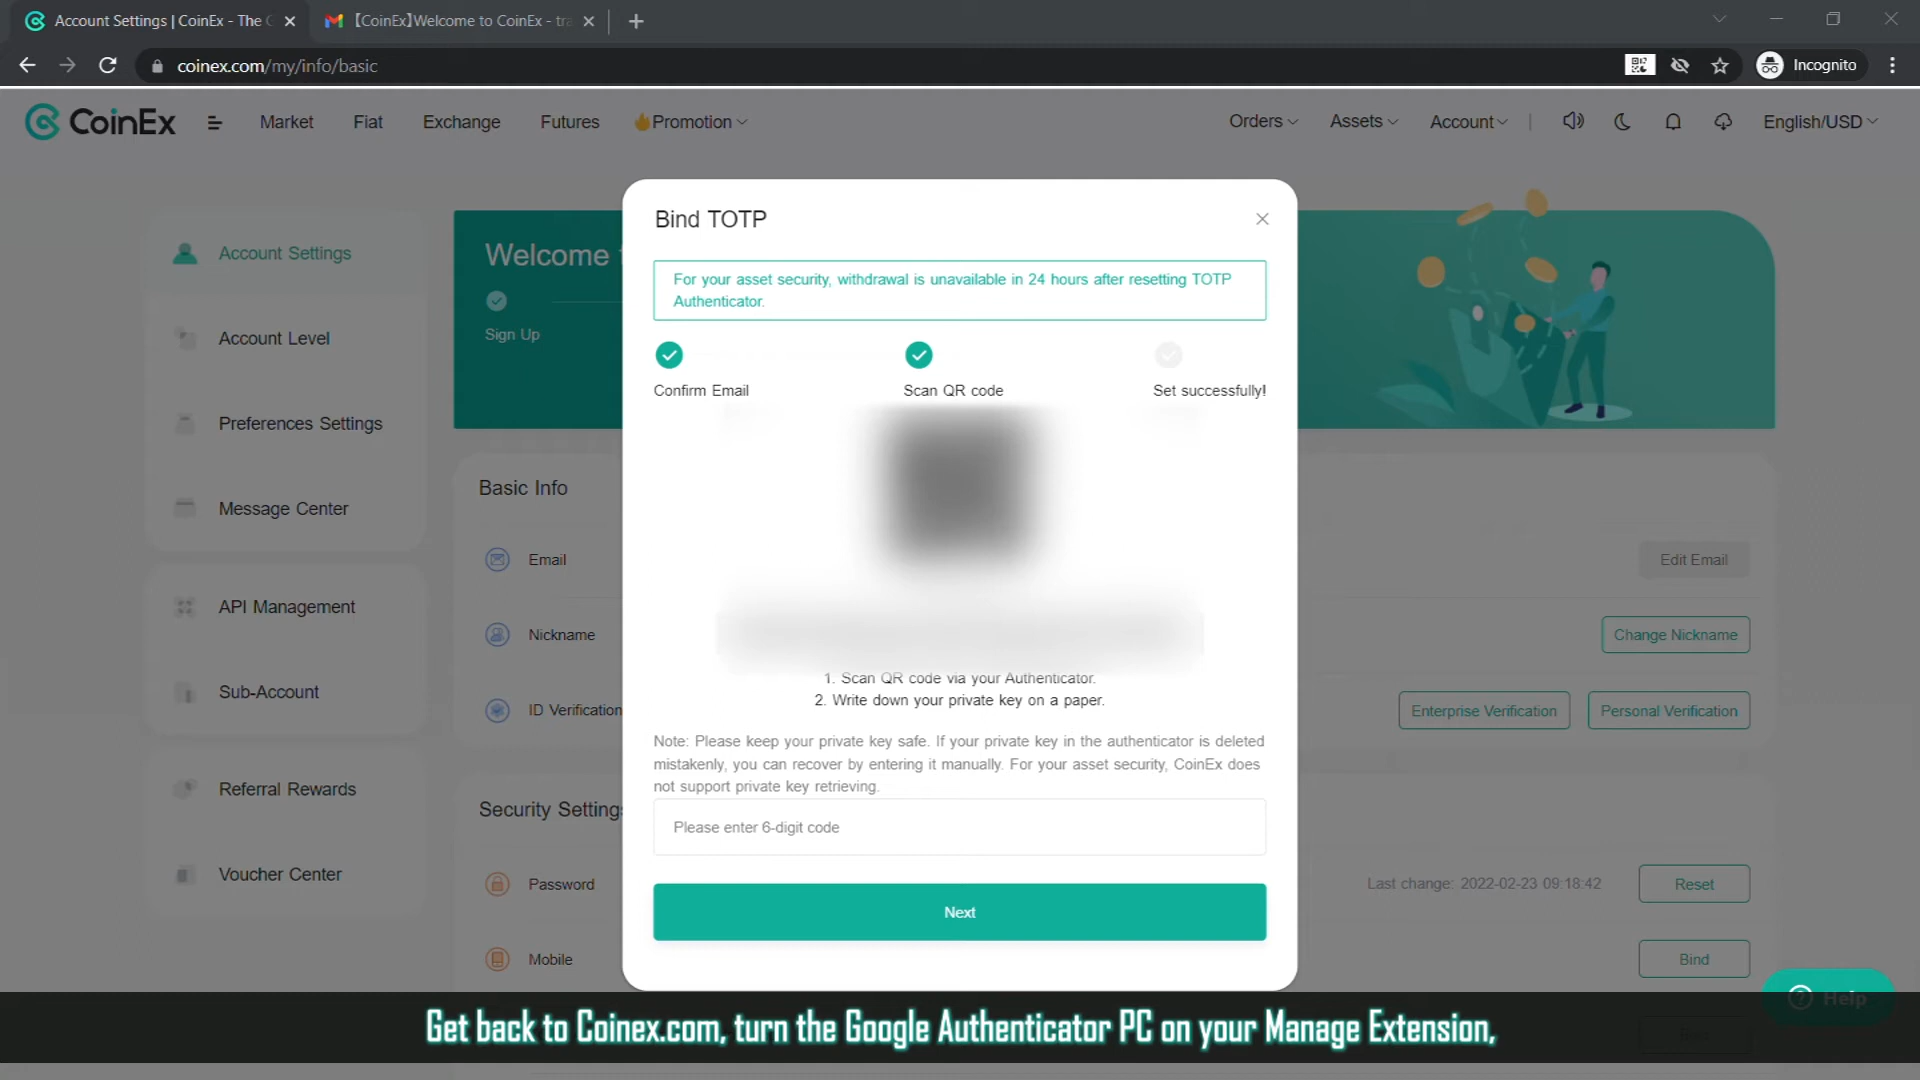 Account Settings | CoinEx - The
【CoinEx】Welcome to CoinEx - tra
coinex.com/my/info/basic
Incognito
CoinEx
Market
Fiat
Exchange
Futures
Promotion
Orders
Assets
Account
English/USD
Account Settings
Account Level
Preferences Settings
Message Center
API Management
Sub-Account
Referral Rewards
Voucher Center
Welcome
Sign Up
Basic Info
Email
Edit Email
Nickname
Change Nickname
ID Verification
Enterprise Verification
Personal Verification
Security Settings
Password
Last change: 2022-02-23 09:18:42
Reset
Mobile
Bind
Bind TOTP
For your asset security, withdrawal is unavailable in 24 hours after resetting TOTP
Authenticator.
Confirm Email
Scan QR code
Set successfully!
1. Scan QR code via your Authenticator.
2. Write down your private key on a paper.
Note: Please keep your private key safe. If your private key in the authenticator is deleted
mistakenly, you can recover by entering it manually. For your asset security, CoinEx does
not support private key retrieving.
Please enter 6-digit code
Next
Help
Get back to Coinex.com, turn the Google Authenticator PC on your Manage Extension,